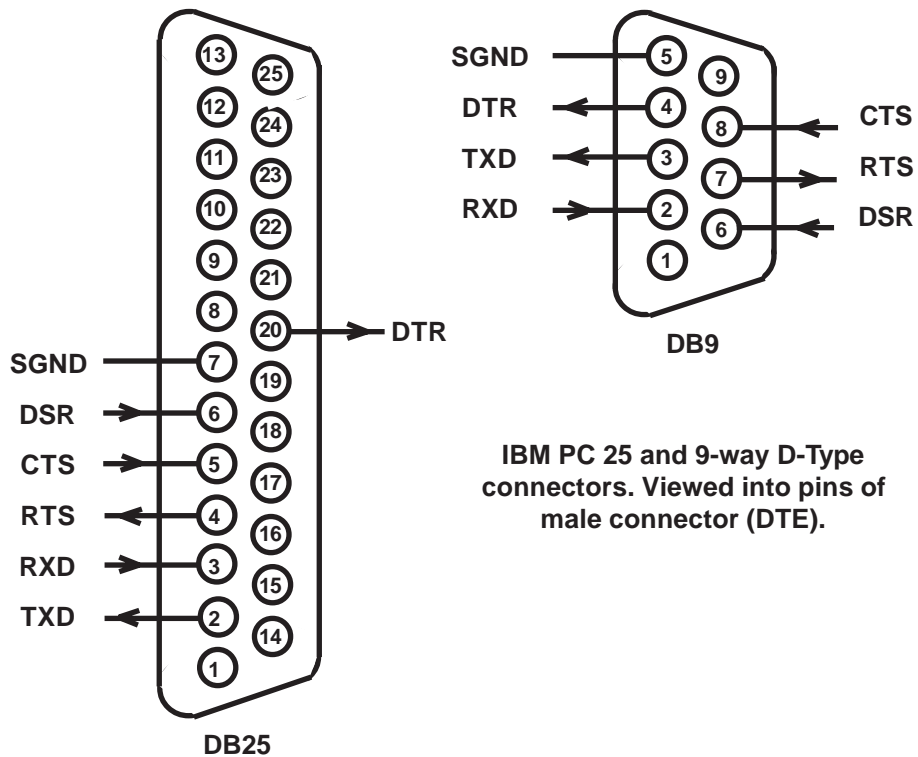 13
25
12
24
11
23
10
22
9
21
8
20
DTR
SGND
7
19
DSR
6
18
CTS
5
17
RTS
4
16
RXD
3
15
TXD
2
14
1
DB25
SGND
5
9
DTR
4
8
CTS
TXD
3
7
RTS
RXD
2
6
DSR
1
DB9
IBM PC 25 and 9-way D-Type
connectors. Viewed into pins of
male connector (DTE).